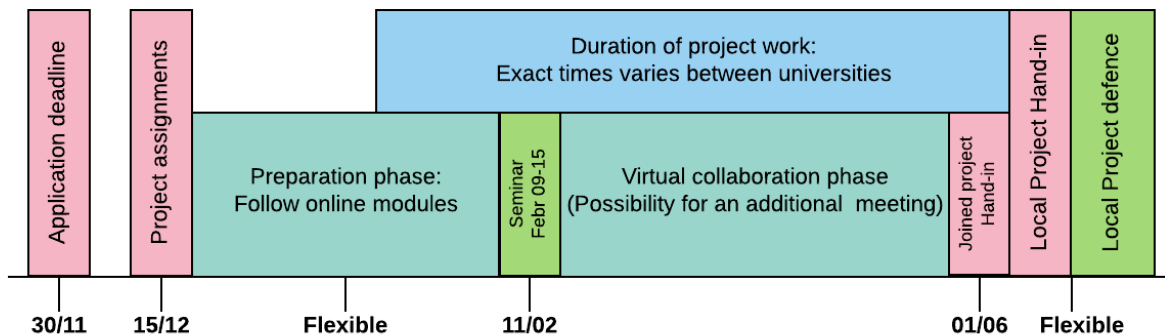 Application deadline
Project assignments
Duration of project work:
Exact times varies between universities
Preparation phase:
Follow online modules
Seminar
Febr 09-15
Virtual collaboration phase
(Possibility for an additional  meeting)
Joined project
Hand-in
Local Project Hand-in
Local Project defence
30/11
15/12
Flexible
11/02
01/06
Flexible